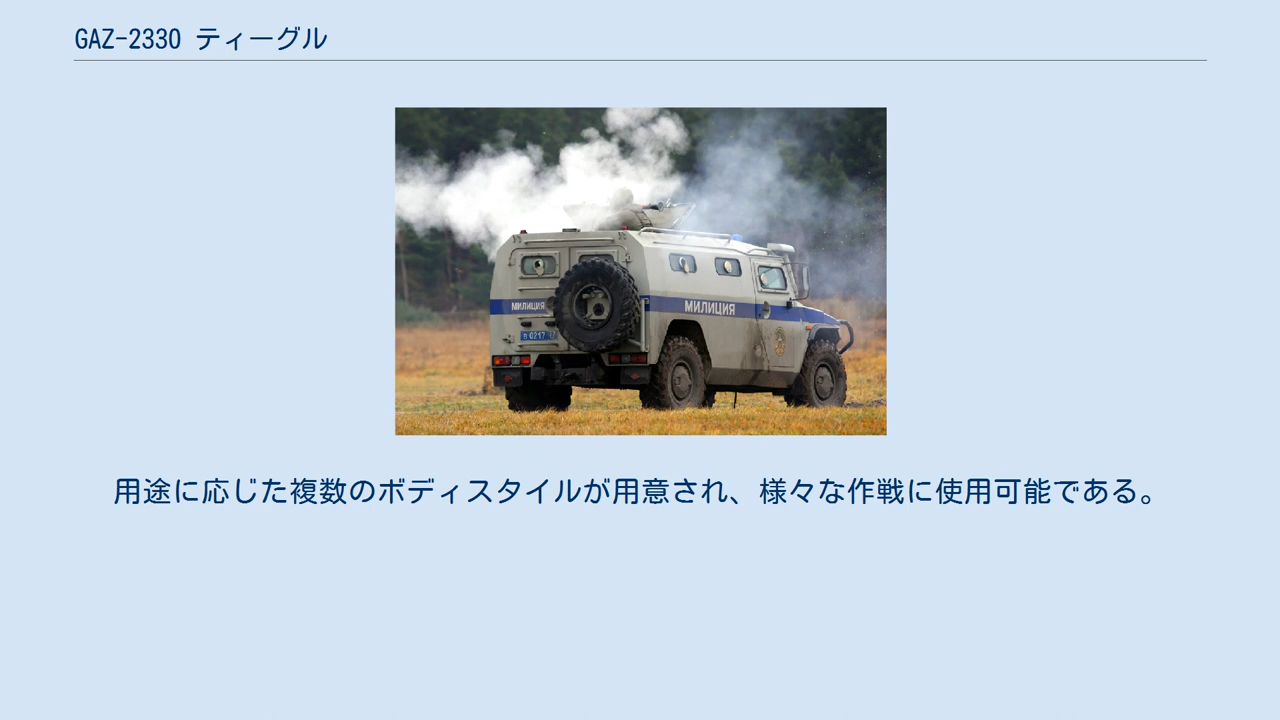 GAZ-2330 ティーグル
МИЛИЦИЯ
МИЛИЦИЯ
0217
用途に応じた複数のボディスタイルが用意され、様々な作戦に使用可能である。